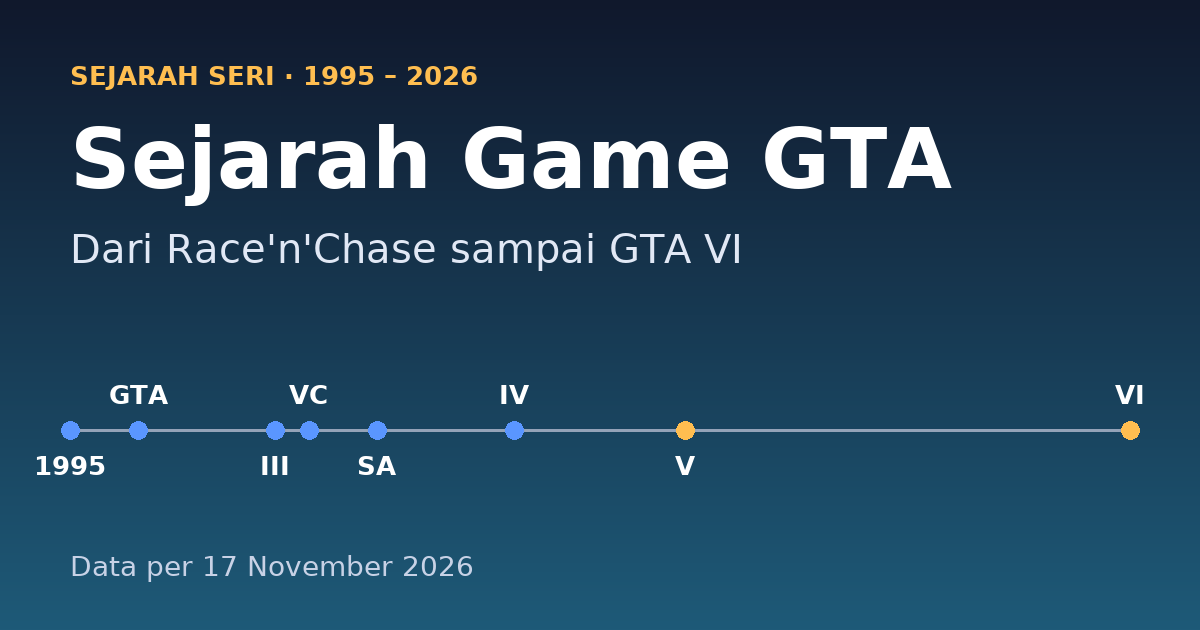 SEJARAH SERI · 1995 – 2026
Sejarah Game GTA
Dari Race'n'Chase sampai GTA VI
GTA VC IV VI
1995 III SA V
Data per 17 November 2026